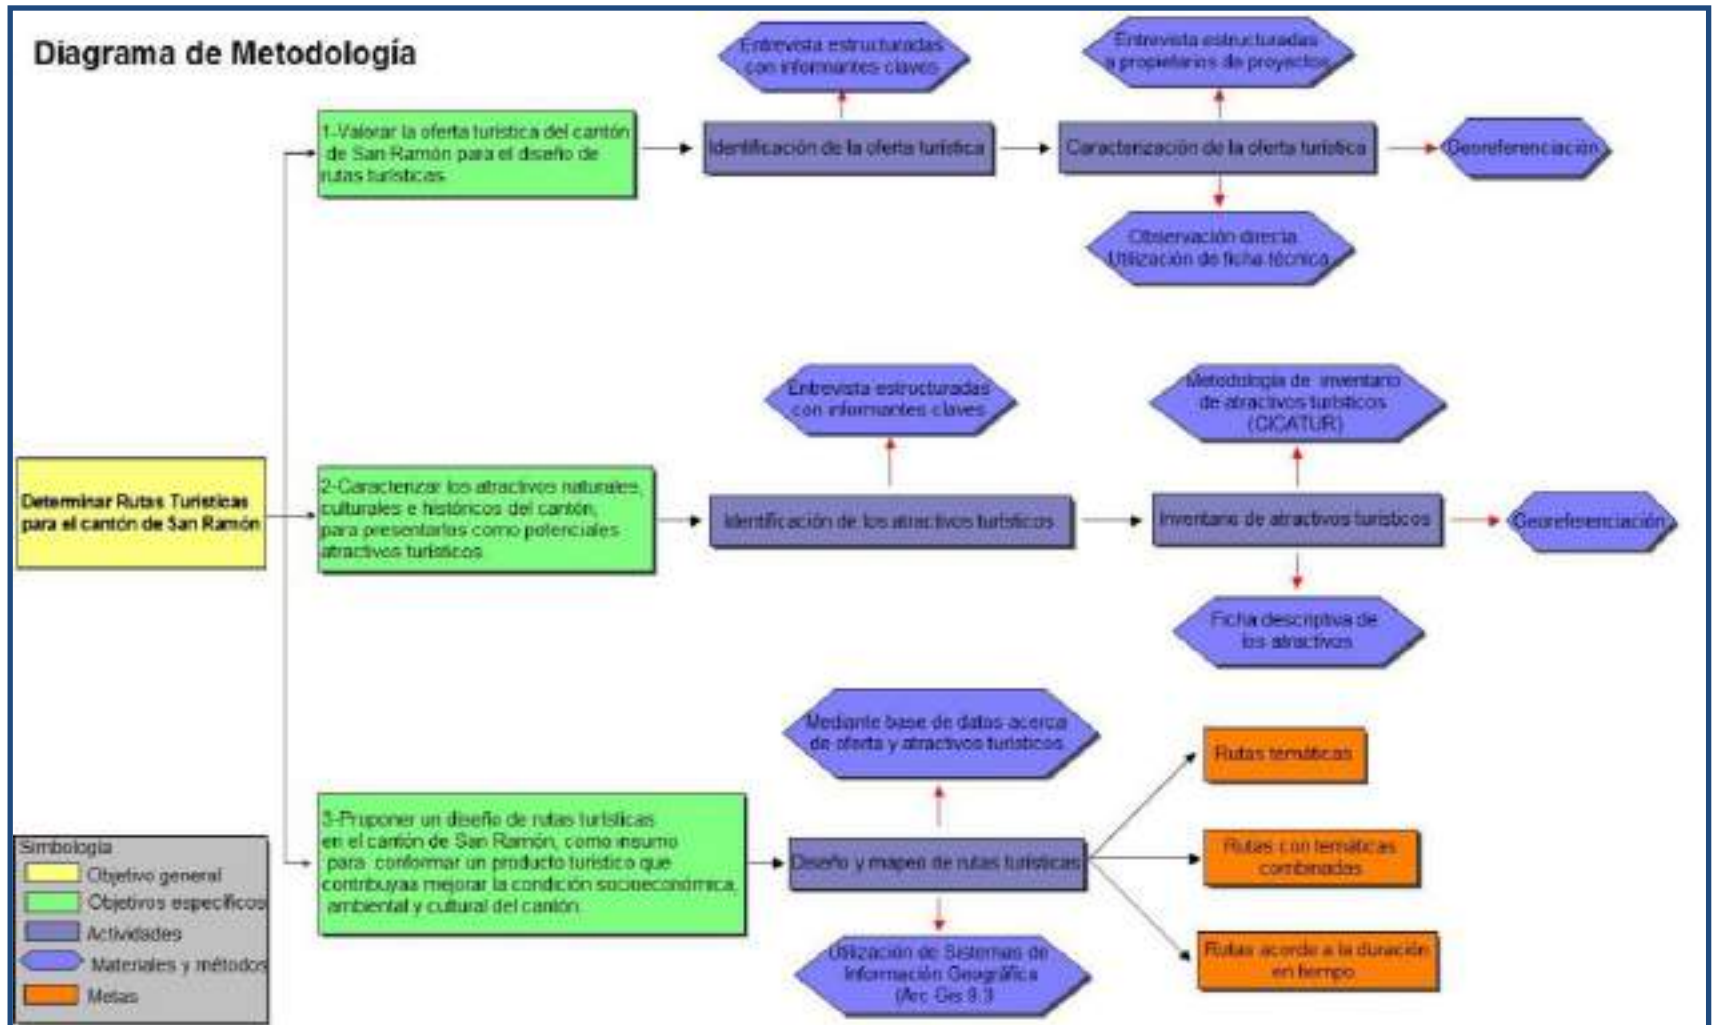 Diagrama de Metodología
Entrevista estructuradas
con informantes claves
Entrevista estructuradas
a propietarios de proyectos
1-Valorar la oferta turística del cantón
de San Ramón para el diseño de
rutas turísticas.
Identificación de la oferta turística
Caracterización de la oferta turística
Georeferenciación
Observación directa.
Utilización de ficha técnica
Entrevista estructuradas
con informantes claves
Metodología de inventario
de atractivos turísticos
(CICATUR)
Determinar Rutas Turísticas
para el cantón de San Ramón
2-Caracterizar los atractivos naturales,
culturales e históricos del cantón,
para presentarlos como potenciales
atractivos turísticos.
Identificación de los atractivos turísticos
Inventario de atractivos turísticos
Georeferenciación
Ficha descriptiva de
los atractivos
Mediante base de datos acerca
de oferta y atractivos turísticos
3-Proponer un diseño de rutas turísticas
en el cantón de San Ramón, como insumo
para conformar un producto turístico que
contribuyaa mejorar la condición socioeconómica,
ambiental y cultural del cantón.
Diseño y mapeo de rutas turísticas
Rutas temáticas
Rutas con temáticas
combinadas
Rutas acorde a la duración
en tiempo
Utilización de Sistemas de
Información Geográfica
(Arc Gis 9.3
Simbología
Objetivo general
Objetivos específicos
Actividades
Materiales y métodos
Metas